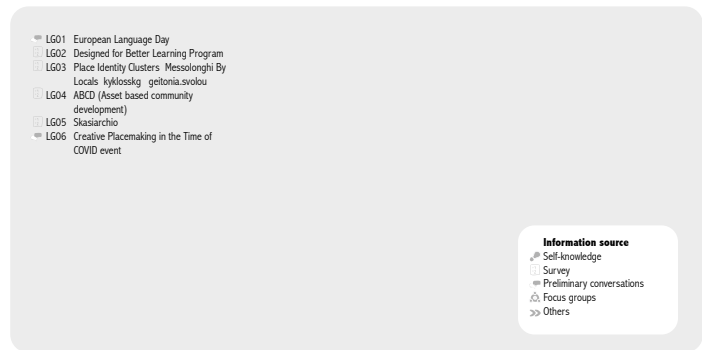 LG01 European Language Day
LG02 Designed for Better Learning Program
LG03 Place Identity Clusters Messolonghi By
Locals kyklosskg geitonia.svolou
LG04 ABCD (Asset based community
development)
LG05 Skasiarchio
LG06 Creative Placemaking in the Time of
COVID event
Information source
Self-knowledge
Survey
Preliminary conversations
Focus groups
Others